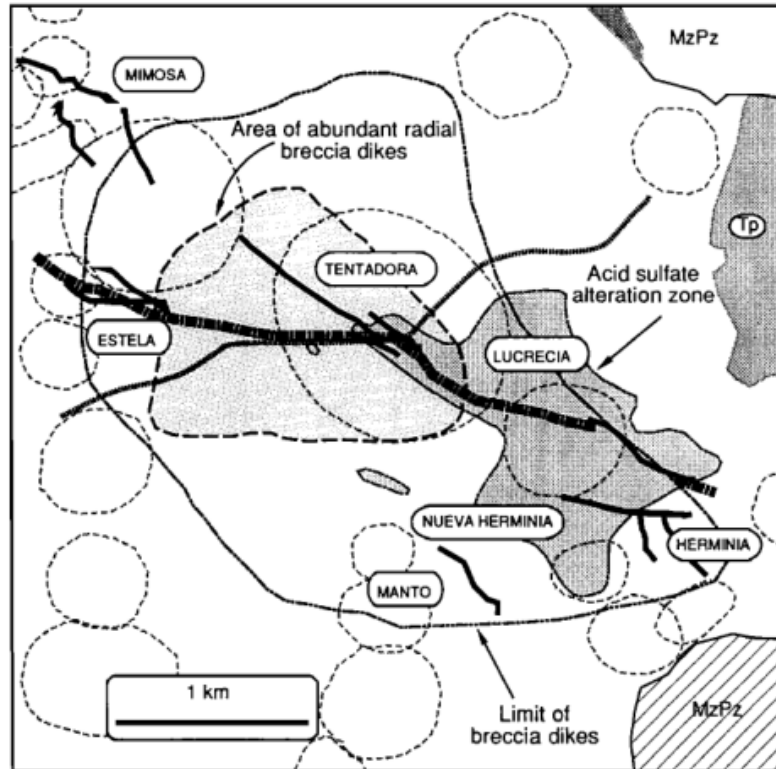 MzPz
MIMOSA
Area of abundant radial
breccia dikes
Tp
TENTADORA
Acid sulfate
alteration zone
ESTELA
LUCRECIA
NUEVA HERMINIA
HERMINIA
MANTO
1 km
Limit of
breccia dikes
MzPz